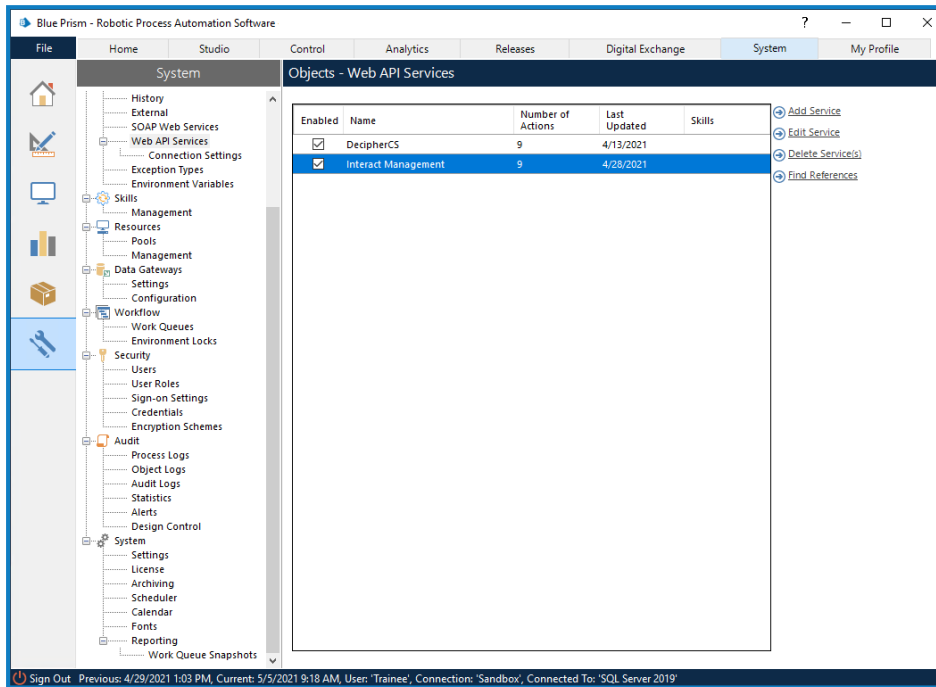 Blue Prism - Robotic Process Automation Software
?
File Home Studio Control Analytics Releases Digital Exchange System My Profile
System
Objects - Web API Services
History
External
SOAP Web Services
Web API Services
Connection Settings
Exception Types
Environment Variables
Skills
Management
Resources
Pools
Management
Data Gateways
Settings
Configuration
Workflow
Work Queues
Environment Locks
Security
Users
User Roles
Sign-on Settings
Credentials
Encryption Schemes
Audit
Process Logs
Object Logs
Audit Logs
Statistics
Alerts
Design Control
System
Settings
License
Archiving
Scheduler
Calendar
Fonts
Reporting
Work Queue Snapshots
Enabled Name Number of Actions Last Updated Skills
DecipherCS 9 4/13/2021
Interact Management 9 4/28/2021
Add Service
Edit Service
Delete Service(s)
Find References
Sign Out Previous: 4/29/2021 1:03 PM, Current: 5/5/2021 9:18 AM, User: 'Trainee', Connection: 'Sandbox', Connected To: 'SQL Server 2019'